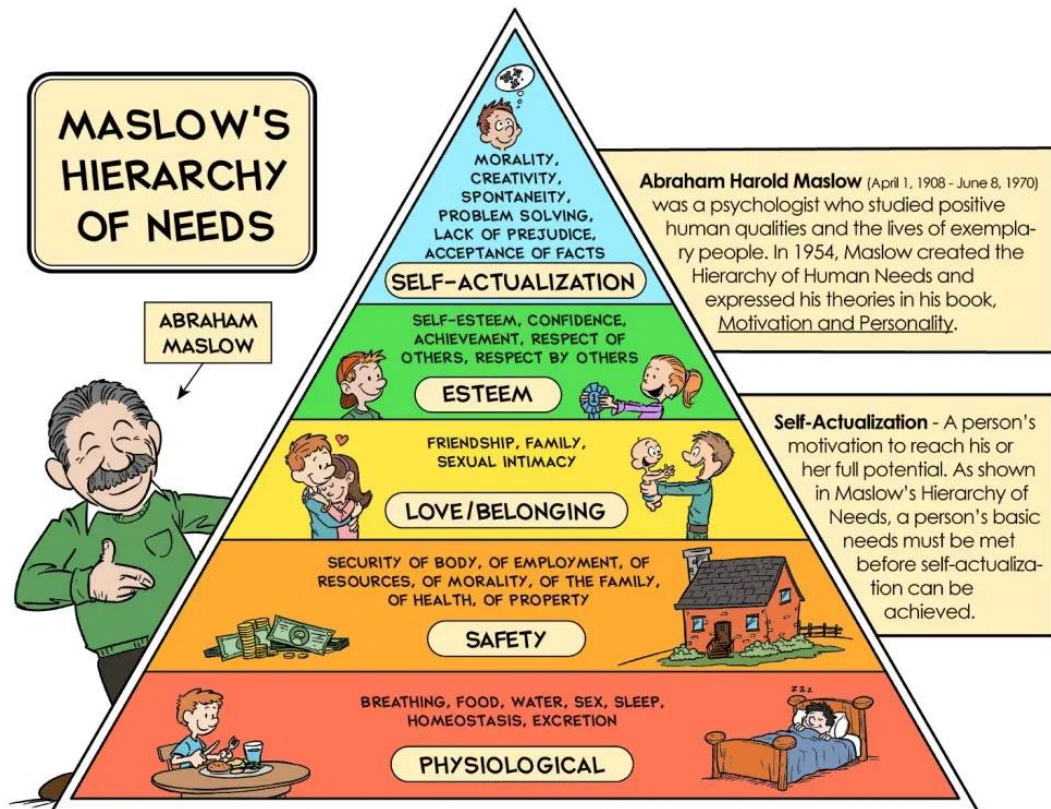 MASLOW'S
HIERARCHY
OF NEEDS
ABRAHAM
MASLOW
MORALITY,
CREATIVITY,
SPONTANEITY,
PROBLEM SOLVING,
LACK OF PREJUDICE,
ACCEPTANCE OF FACTS
SELF-ACTUALIZATION
SELF-ESTEEM, CONFIDENCE,
ACHIEVEMENT, RESPECT OF
OTHERS, RESPECT BY OTHERS
ESTEEM
1
FRIENDSHIP, FAMILY,
SEXUAL INTIMACY
LOVE/BELONGING
SECURITY OF BODY, OF EMPLOYMENT, OF
RESOURCES, OF MORALITY, OF THE FAMILY,
OF HEALTH, OF PROPERTY
SAFETY
BREATHING, FOOD, WATER, SEX, SLEEP,
HOMEOSTASIS, EXCRETION
PHYSIOLOGICAL
zzz
Abraham Harold Maslow (April 1, 1908 - June 8, 1970)
was a psychologist who studied positive
human qualities and the lives of exempla-
ry people. In 1954, Maslow created the
Hierarchy of Human Needs and
expressed his theories in his book,
Motivation and Personality.
Self-Actualization - A person's
motivation to reach his or
her full potential. As shown
in Maslow's Hierarchy of
Needs, a person's basic
needs must be met
before self-actualiza-
tion can be
achieved.